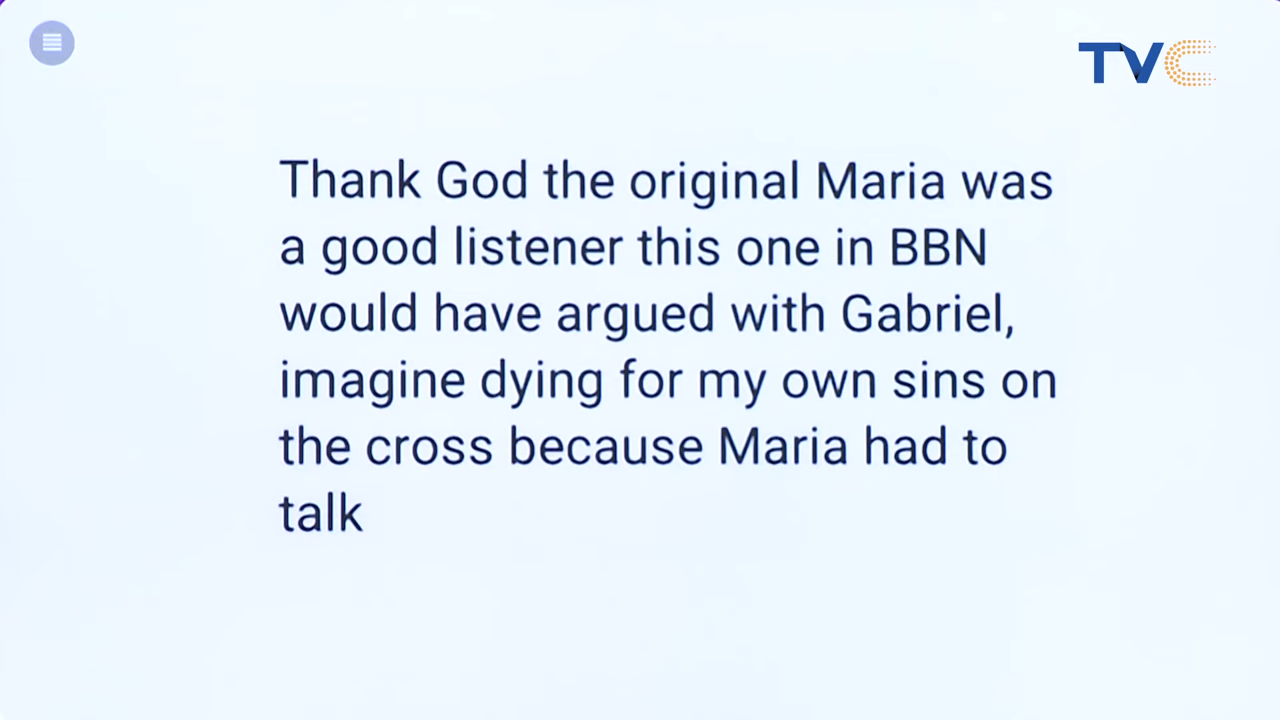 TVC
Thank God the original Maria was
a good listener this one in BBN
would have argued with Gabriel,
imagine dying for my own sins on
the cross because Maria had to
talk